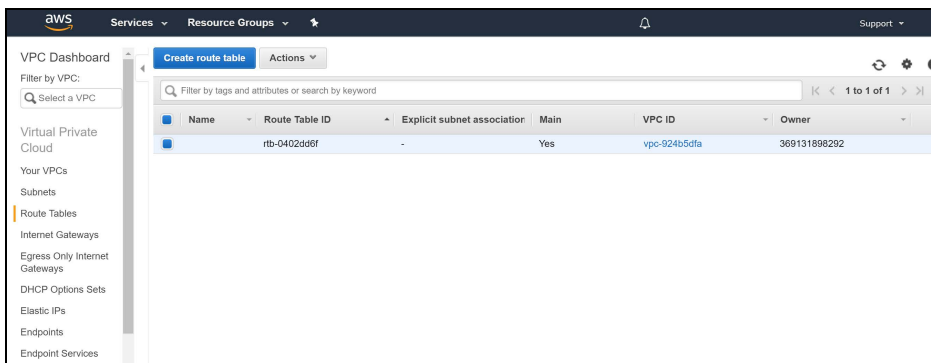 aws Services Resource Groups Support
VPC Dashboard
Filter by VPC:
Select a VPC
Virtual Private
Cloud
Your VPCs
Subnets
Route Tables
Internet Gateways
Egress Only Internet
Gateways
DHCP Options Sets
Elastic IPs
Endpoints
Endpoint Services
Create route table Actions
Filter by tags and attributes or search by keyword 1 to 1 of 1
Name Route Table ID Explicit subnet association Main VPC ID Owner
rtb-0402dd6f - Yes vpc-924b5dfa 369131898292